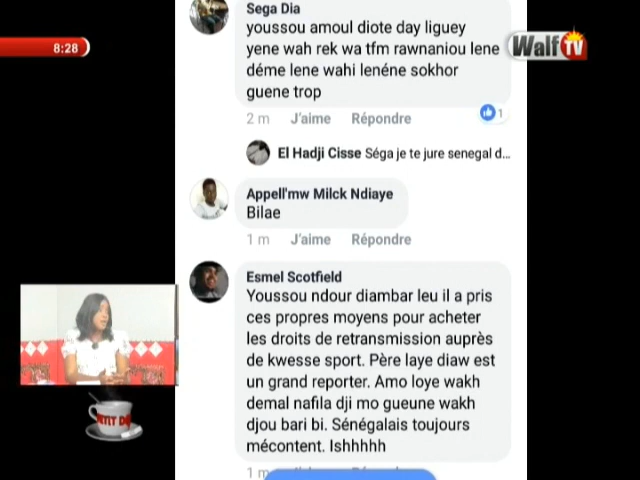 8:28
Walf TV
Sega Dia
youssou amoul diote day liguey
yene wah rek wa tfm rawnaniou lene
déme lene wahi lenéne sokhor
guene trop
2 m J'aime Répondre 1
El Hadji Cisse Séga je te jure senegal d...
Appell'mw Milck Ndiaye
Bilae
1 m J'aime Répondre
Esmel Scotfield
Youssou ndour diambar leu il a pris
ces propres moyens pour acheter
les droits de retransmission auprès
de kwesse sport. Père laye diaw est
un grand reporter. Amo loye wakh
demal nafila dji mo gueune wakh
djou bari bi. Sénégalais toujours
mécontent. Ishhhhh
1 m